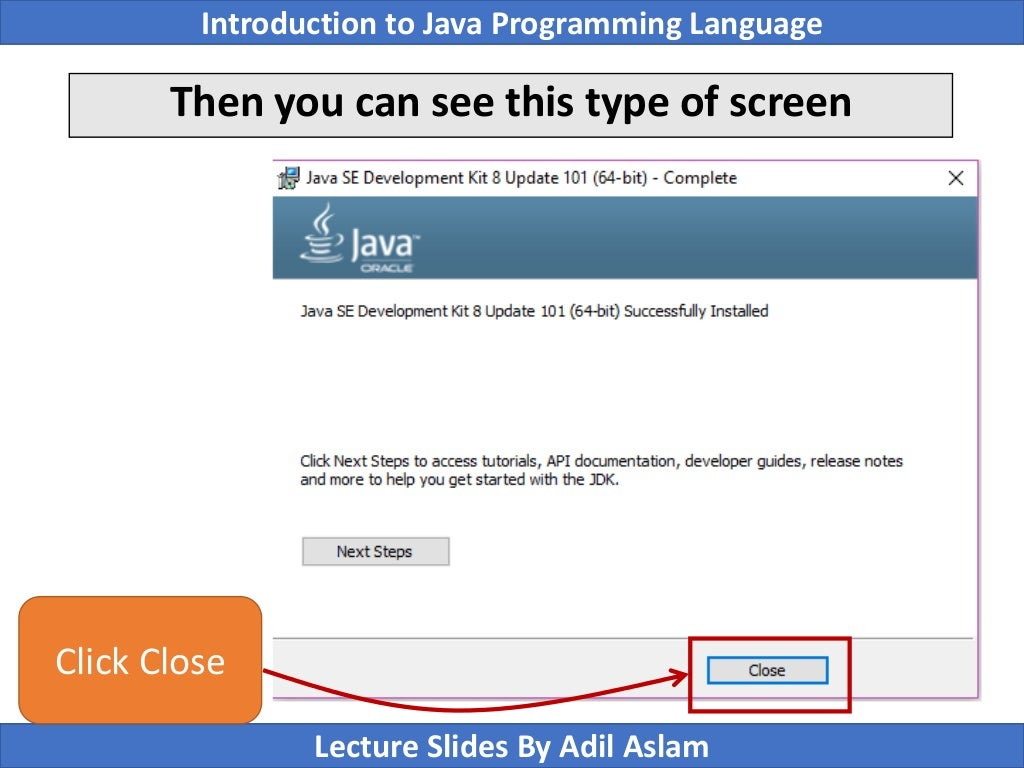 Introduction to Java Programming Language
Then you can see this type of screen
Java SE Development Kit 8 Update 101 (64-bit) - Complete
Java™
ORACLE
Java SE Development Kit 8 Update 101 (64-bit) Successfully Installed
Click Next Steps to access tutorials, API documentation, developer guides, release notes
and more to help you get started with the JDK.
Next Steps
Click Close
Close
Lecture Slides By Adil Aslam